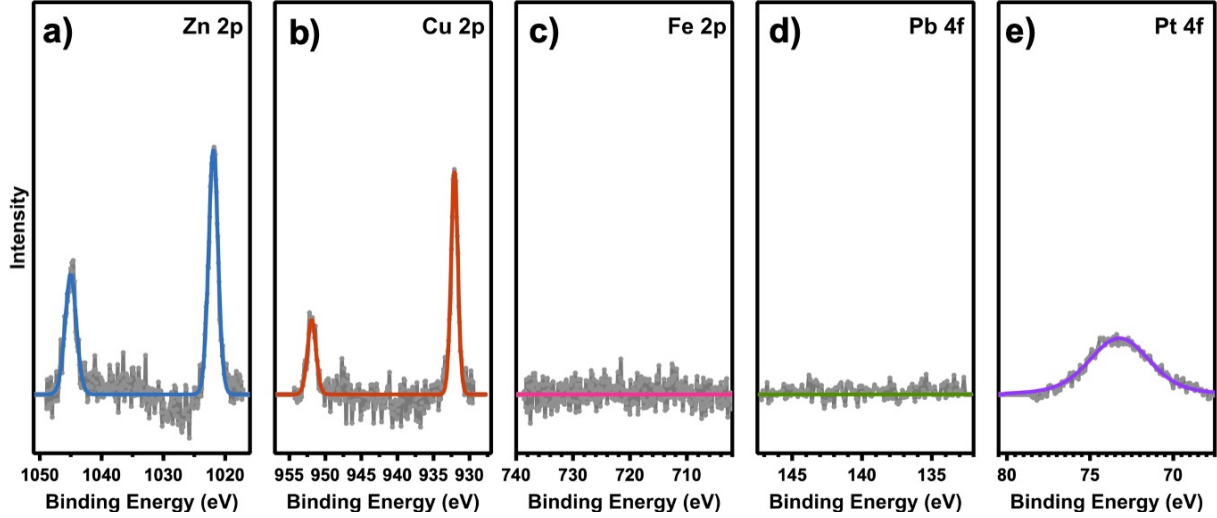 a) Zn 2p
b) Cu 2p
c) Fe 2p
d) Pb 4f
e) Pt 4f
Intensity
1050 1040 1030 1020
955 950 945 940 935 930
740 730 720 710
145 140 135
80 75 70
Binding Energy (eV)
Binding Energy (eV)
Binding Energy (eV)
Binding Energy (eV)
Binding Energy (eV)